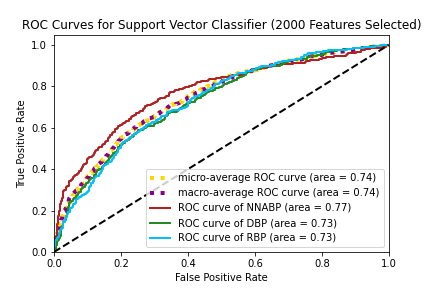 ROC Curves for Support Vector Classifier (2000 Features Selected)
1.0
0.8
0.6
0.4
0.2
0.0
True Positive Rate
micro-average ROC curve (area = 0.74)
macro-average ROC curve (area = 0.74)
ROC curve of NNABP (area = 0.77)
ROC curve of DBP (area = 0.73)
ROC curve of RBP (area = 0.73)
0.0 0.2 0.4 0.6 0.8 1.0
False Positive Rate